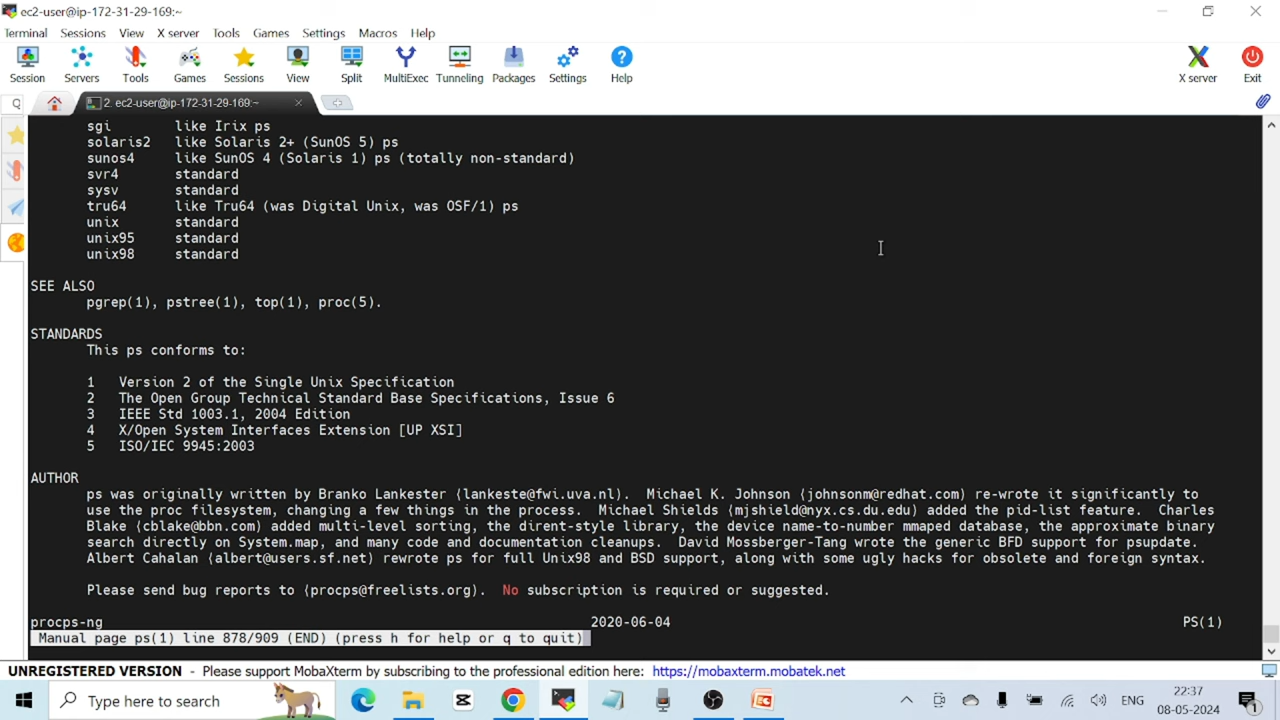 ec2-user@ip-172-31-29-169:~
Terminal Sessions View X server Tools Games Settings Macros Help
Session Servers Tools Games Sessions View Split MultiExec Tunneling Packages Settings Help X server Exit
2. ec2-user@ip-172-31-29-169:~
sgi like Irix ps
solaris2 like Solaris 2+ (SunOS 5) ps
sunos4 like SunOS 4 (Solaris 1) ps (totally non-standard)
svr4 standard
sysv standard
tru64 like Tru64 (was Digital Unix, was OSF/1) ps
unix standard
unix95 standard
unix98 standard
SEE ALSO
pgrep(1), pstree(1), top(1), proc(5).
STANDARDS
This ps conforms to:
1 Version 2 of the Single Unix Specification
2 The Open Group Technical Standard Base Specifications, Issue 6
3 IEEE Std 1003.1, 2004 Edition
4 X/Open System Interfaces Extension [UP XSI]
5 ISO/IEC 9945:2003
AUTHOR
ps was originally written by Branko Lankester ⟨lankeste@fwi.uva.nl⟩. Michael K. Johnson ⟨johnsonm@redhat.com⟩ re-wrote it significantly to
use the proc filesystem, changing a few things in the process. Michael Shields ⟨mjshield@nyx.cs.du.edu⟩ added the pid-list feature. Charles
Blake ⟨cblake@bbn.com⟩ added multi-level sorting, the dirent-style library, the device name-to-number mmaped database, the approximate binary
search directly on System.map, and many code and documentation cleanups. David Mossberger-Tang wrote the generic BFD support for psupdate.
Albert Cahalan ⟨albert@users.sf.net⟩ rewrote ps for full Unix98 and BSD support, along with some ugly hacks for obsolete and foreign syntax.
Please send bug reports to ⟨procps@freelists.org⟩. No subscription is required or suggested.
procps-ng 2020-06-04 PS(1)
Manual page ps(1) line 878/909 (END) (press h for help or q to quit)
UNREGISTERED VERSION - Please support MobaXterm by subscribing to the professional edition here: https://mobaxterm.mobatek.net
Type here to search
ENG
22:37
08-05-2024
1